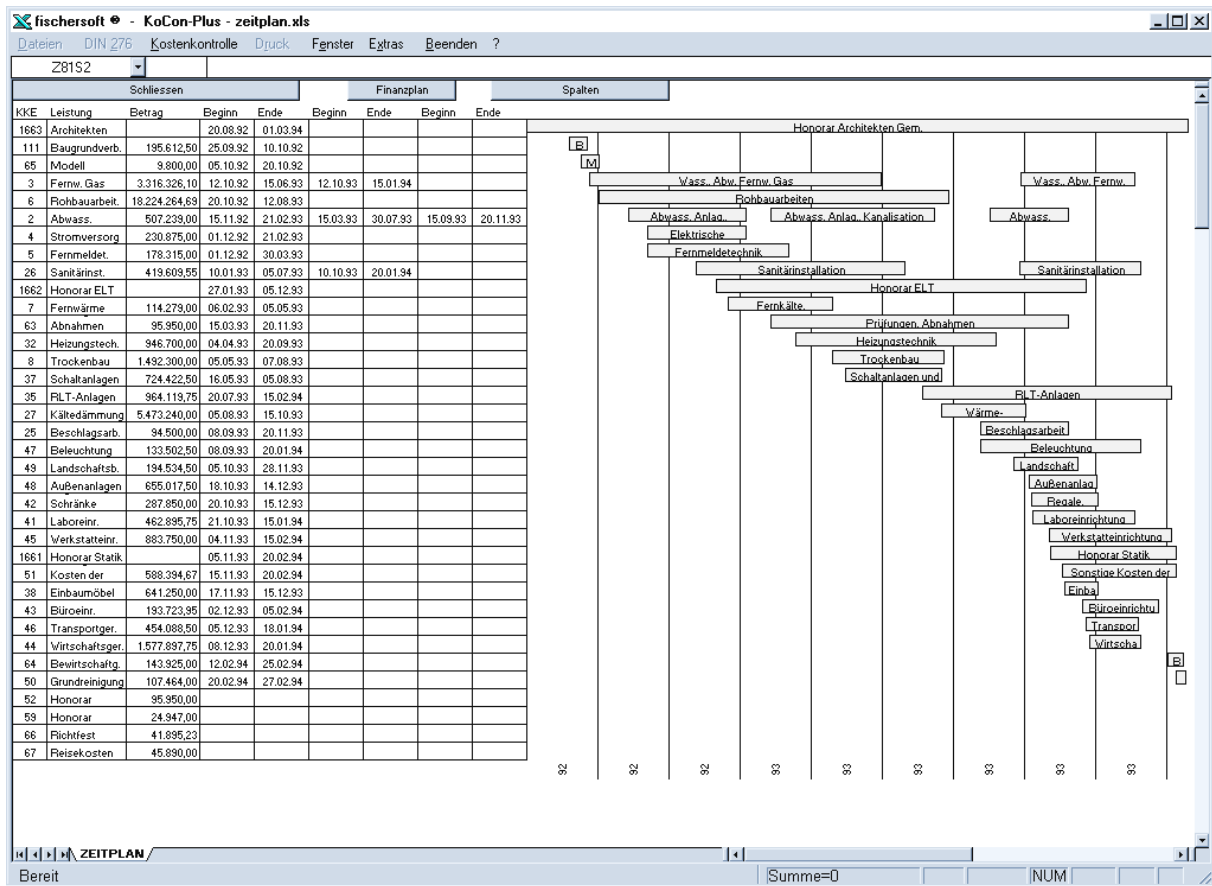 fischersoft ® - KoCon-Plus - zeitplan.xls
Dateien DIN 276 Kostenkontrolle Druck Fenster Extras Beenden ?
Z81S2
Schliessen Finanzplan Spalten
KKE Leistung Betrag Beginn Ende Beginn Ende Beginn Ende
1663 Architekten 20.08.92 01.03.94 Honorar Architekten Gem.
111 Baugrundverb. 195.612,50 25.09.92 10.10.92 B
65 Modell 9.800,00 05.10.92 20.10.92 M
3 Fernw. Gas 3.316.326,10 12.10.92 15.06.93 12.10.93 15.01.94 Wass., Abw. Fernw. Gas Wass., Abw. Fernw.
6 Rohbauarbeit. 18.224.264,69 20.10.92 12.08.93 Rohbauarbeiten
2 Abwass. 507.239,00 15.11.92 21.02.93 15.03.93 30.07.93 15.09.93 20.11.93 Abwass. Anlag., Abwass. Anlag., Kanalisation Abwass.
4 Stromversorg 230.875,00 01.12.92 21.02.93 Elektrische
5 Fernmeldet. 178.315,00 01.12.92 30.03.93 Fernmeldetechnik
26 Sanitärinst. 419.609,55 10.01.93 05.07.93 10.10.93 20.01.94 Sanitärinstallation Sanitärinstallation
1662 Honorar ELT 27.01.93 05.12.93 Honorar ELT
7 Fernwärme 114.279,00 06.02.93 05.05.93 Fernkälte,
63 Abnahmen 95.950,00 15.03.93 20.11.93 Prüfungen, Abnahmen
32 Heizungstech. 946.700,00 04.04.93 20.09.93 Heizungstechnik
8 Trockenbau 1.492.300,00 05.05.93 07.08.93 Trockenbau
37 Schaltanlagen 724.422,50 16.05.93 05.08.93 Schaltanlagen und
35 RLT-Anlagen 964.119,75 20.07.93 15.02.94 RLT-Anlagen
27 Kältedämmung 5.473.240,00 05.08.93 15.10.93 Wärme-
25 Beschlagsarb. 94.500,00 08.09.93 20.11.93 Beschlagsarbeit
47 Beleuchtung 133.502,50 08.09.93 20.01.94 Beleuchtung
49 Landschaftsb. 194.534,50 05.10.93 28.11.93 Landschaft
48 Außenanlagen 655.017,50 18.10.93 14.12.93 Außenanlag
42 Schränke 287.850,00 20.10.93 15.12.93 Regale,
41 Laboreinr. 462.895,75 21.10.93 15.01.94 Laboreinrichtung
45 Werkstatteinr. 883.750,00 04.11.93 15.02.94 Werkstatteinrichtung
1661 Honorar Statik 05.11.93 20.02.94 Honorar Statik
51 Kosten der 588.394,67 15.11.93 20.02.94 Sonstige Kosten der
38 Einbaumöbel 641.250,00 17.11.93 15.12.93 Einba
43 Büroeinr. 193.723,95 02.12.93 05.02.94 Büroeinrichtu
46 Transportger. 454.088,50 05.12.93 18.01.94 Transpor
44 Wirtschaftsger. 1.577.897,75 08.12.93 20.01.94 Wirtscha
64 Bewirtschaftg. 143.925,00 12.02.94 25.02.94 B
50 Grundreinigung 107.464,00 20.02.94 27.02.94
52 Honorar 95.950,00
59 Honorar 24.947,00
66 Richtfest 41.895,23
67 Reisekosten 45.890,00
92 92 92 93 93 93 93 93 93
ZEITPLAN
Bereit Summe=0 NUM